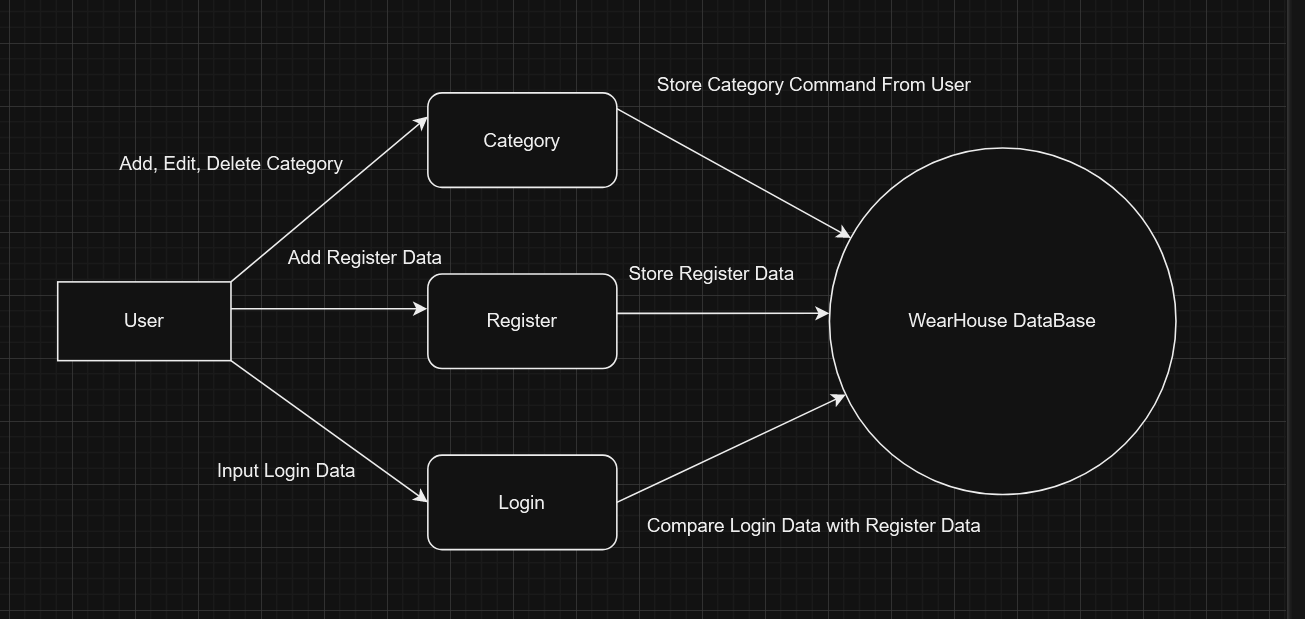 Store Category Command From User
Category
Add, Edit, Delete Category
Add Register Data
Store Register Data
User
Register
WearHouse DataBase
Input Login Data
Login
Compare Login Data with Register Data